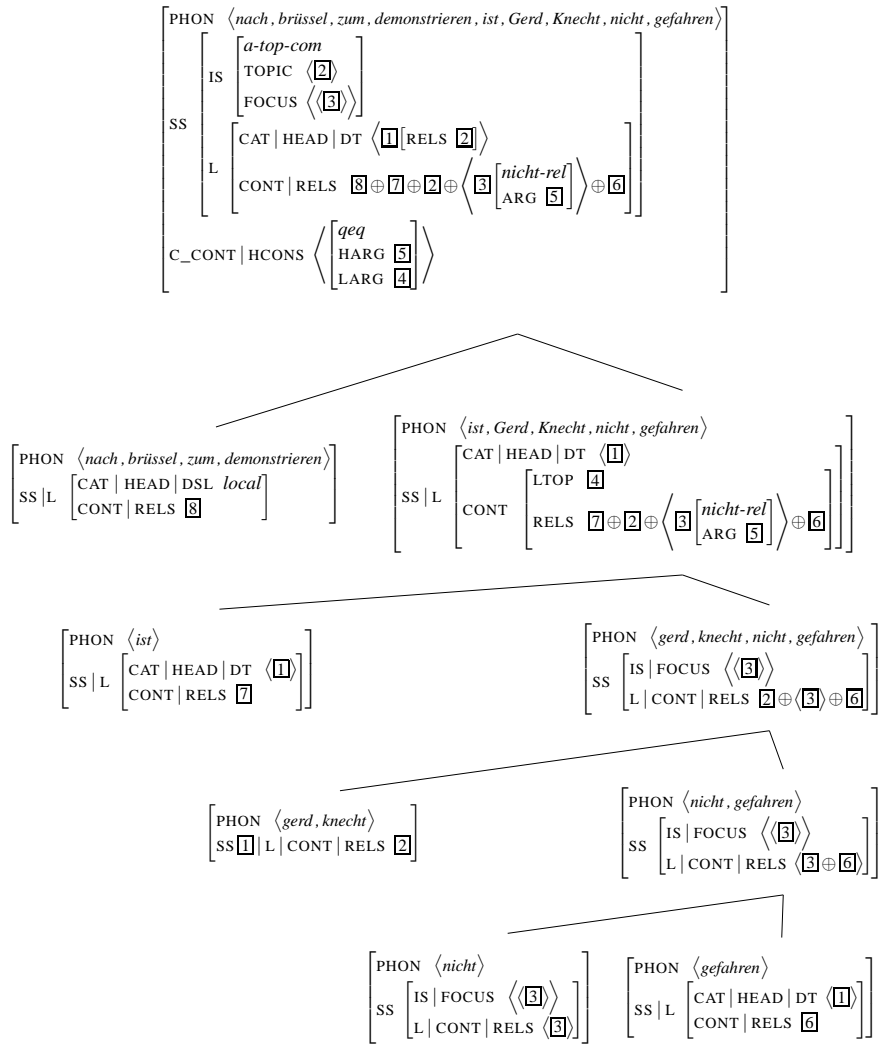 PHON ⟨nach, brüssel, zum, demonstrieren, ist, Gerd, Knecht, nicht, gefahren⟩
a-top-com
IS TOPIC ⟨2⟩
FOCUS ⟨⟨3⟩⟩
SS
CAT | HEAD | DT ⟨1[RELS 2]⟩
L
CONT | RELS 8 ⊕ 7 ⊕ 2 ⊕ ⟨3 [nicht-rel
ARG 5]⟩ ⊕ 6
qeq
C_CONT | HCONS ⟨[HARG 5
LARG 4]⟩
PHON ⟨nach, brüssel, zum, demonstrieren⟩
SS | L [CAT | HEAD | DSL local
CONT | RELS 8]
PHON ⟨ist, Gerd, Knecht, nicht, gefahren⟩
CAT | HEAD | DT ⟨1⟩
LTOP 4
SS | L CONT
RELS 7 ⊕ 2 ⊕ ⟨3 [nicht-rel
ARG 5]⟩ ⊕ 6
PHON ⟨ist⟩
SS | L [CAT | HEAD | DT ⟨1⟩
CONT | RELS 7]
PHON ⟨gerd, knecht, nicht, gefahren⟩
SS [IS | FOCUS ⟨⟨3⟩⟩
L | CONT | RELS 2 ⊕ ⟨3⟩ ⊕ 6]
PHON ⟨gerd, knecht⟩
SS 1 | L | CONT | RELS 2
PHON ⟨nicht, gefahren⟩
SS [IS | FOCUS ⟨⟨3⟩⟩
L | CONT | RELS ⟨3 ⊕ 6⟩]
PHON ⟨nicht⟩
SS [IS | FOCUS ⟨⟨3⟩⟩
L | CONT | RELS ⟨3⟩]
PHON ⟨gefahren⟩
SS | L [CAT | HEAD | DT ⟨1⟩
CONT | RELS 6]